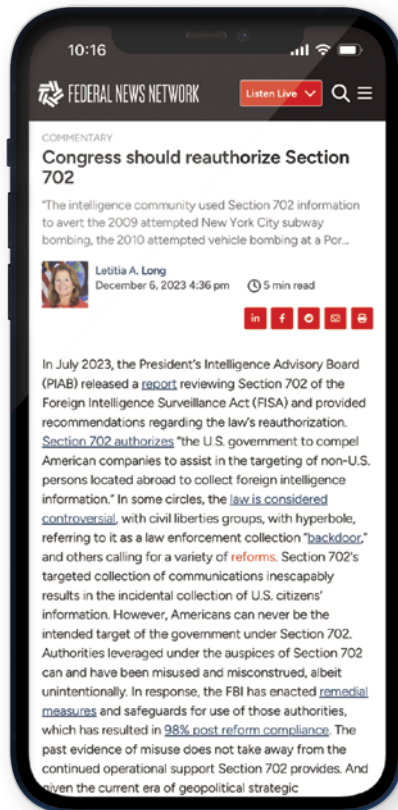 10:16
FEDERAL NEWS NETWORK
Listen Live
COMMENTARY
Congress should reauthorize Section
702
"The intelligence community used Section 702 information
to avert the 2009 attempted New York City subway
bombing, the 2010 attempted vehicle bombing at a Por...
Letitia A. Long
December 6, 2023 4:36 pm 5 min read
in f
In July 2023, the President's Intelligence Advisory Board
(PIAB) released a report reviewing Section 702 of the
Foreign Intelligence Surveillance Act (FISA) and provided
recommendations regarding the law's reauthorization.
Section 702 authorizes "the U.S. government to compel
American companies to assist in the targeting of non-U.S.
persons located abroad to collect foreign intelligence
information." In some circles, the law is considered
controversial, with civil liberties groups, with hyperbole,
referring to it as a law enforcement collection "backdoor,"
and others calling for a variety of reforms. Section 702's
targeted collection of communications inescapably
results in the incidental collection of U.S. citizens'
information. However, Americans can never be the
intended target of the government under Section 702.
Authorities leveraged under the auspices of Section 702
can and have been misused and misconstrued, albeit
unintentionally. In response, the FBI has enacted remedial
measures and safeguards for use of those authorities,
which has resulted in 98% post reform compliance. The
past evidence of misuse does not take away from the
continued operational support Section 702 provides. And
given the current era of geopolitical strategic